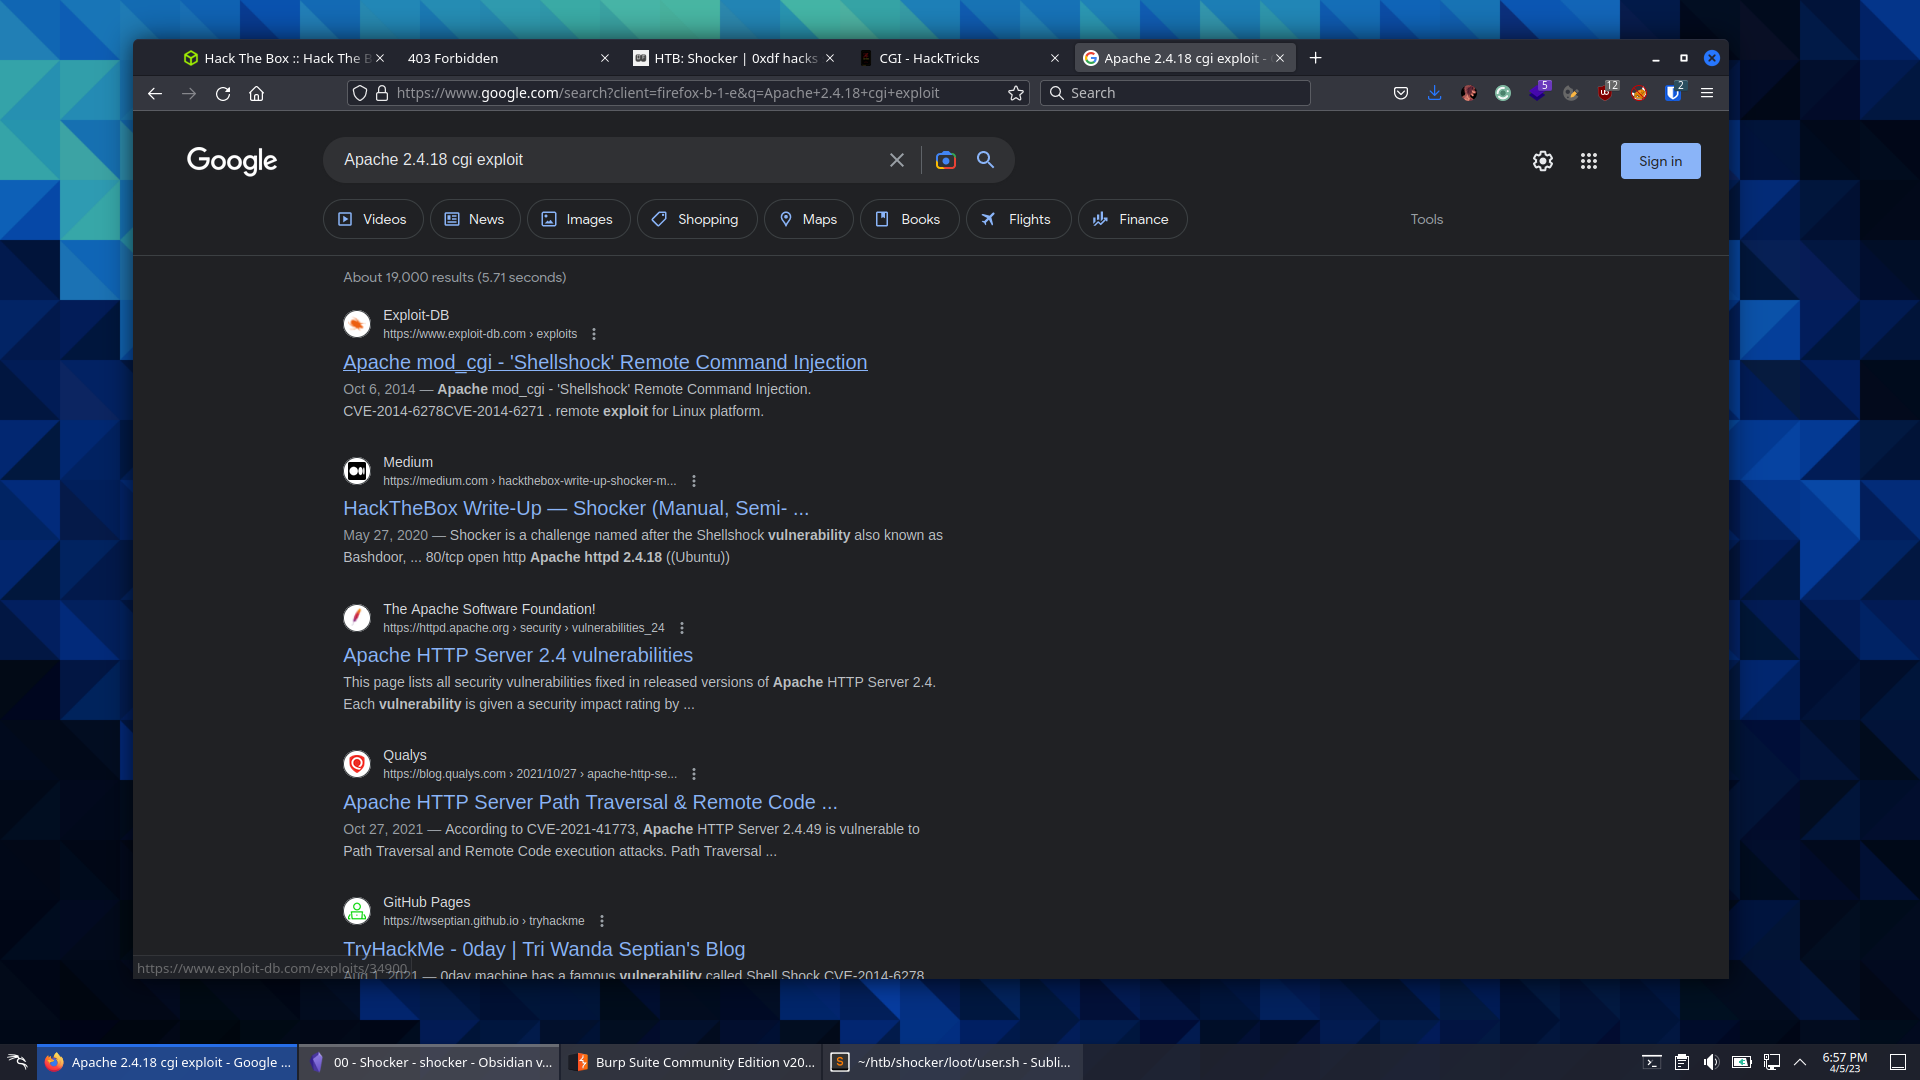 Hack The Box :: Hack The B
403 Forbidden
HTB: Shocker | 0xdf hacks
CGI - HackTricks
Apache 2.4.18 cgi exploit -
https://www.google.com/search?client=firefox-b-1-e&q=Apache+2.4.18+cgi+exploit
Search
5
12
2
Google
Apache 2.4.18 cgi exploit
Sign in
Videos
News
Images
Shopping
Maps
Books
Flights
Finance
Tools
About 19,000 results (5.71 seconds)
Exploit-DB
https://www.exploit-db.com › exploits
Apache mod_cgi - 'Shellshock' Remote Command Injection
Oct 6, 2014 — Apache mod_cgi - 'Shellshock' Remote Command Injection.
CVE-2014-6278CVE-2014-6271 . remote exploit for Linux platform.
Medium
https://medium.com › hackthebox-write-up-shocker-m...
HackTheBox Write-Up — Shocker (Manual, Semi- ...
May 27, 2020 — Shocker is a challenge named after the Shellshock vulnerability also known as
Bashdoor, ... 80/tcp open http Apache httpd 2.4.18 ((Ubuntu))
The Apache Software Foundation!
https://httpd.apache.org › security › vulnerabilities_24
Apache HTTP Server 2.4 vulnerabilities
This page lists all security vulnerabilities fixed in released versions of Apache HTTP Server 2.4.
Each vulnerability is given a security impact rating by ...
Qualys
https://blog.qualys.com › 2021/10/27 › apache-http-se...
Apache HTTP Server Path Traversal & Remote Code ...
Oct 27, 2021 — According to CVE-2021-41773, Apache HTTP Server 2.4.49 is vulnerable to
Path Traversal and Remote Code execution attacks. Path Traversal ...
GitHub Pages
https://twseptian.github.io › tryhackme
TryHackMe - 0day | Tri Wanda Septian's Blog
Aug 1, 2021 — 0day machine has a famous vulnerability called Shell Shock CVE-2014-6278
https://www.exploit-db.com/exploits/34900
Apache 2.4.18 cgi exploit - Google ...
00 - Shocker - shocker - Obsidian v...
Burp Suite Community Edition v20...
~/htb/shocker/loot/user.sh - Subli...
6:57 PM
4/5/23